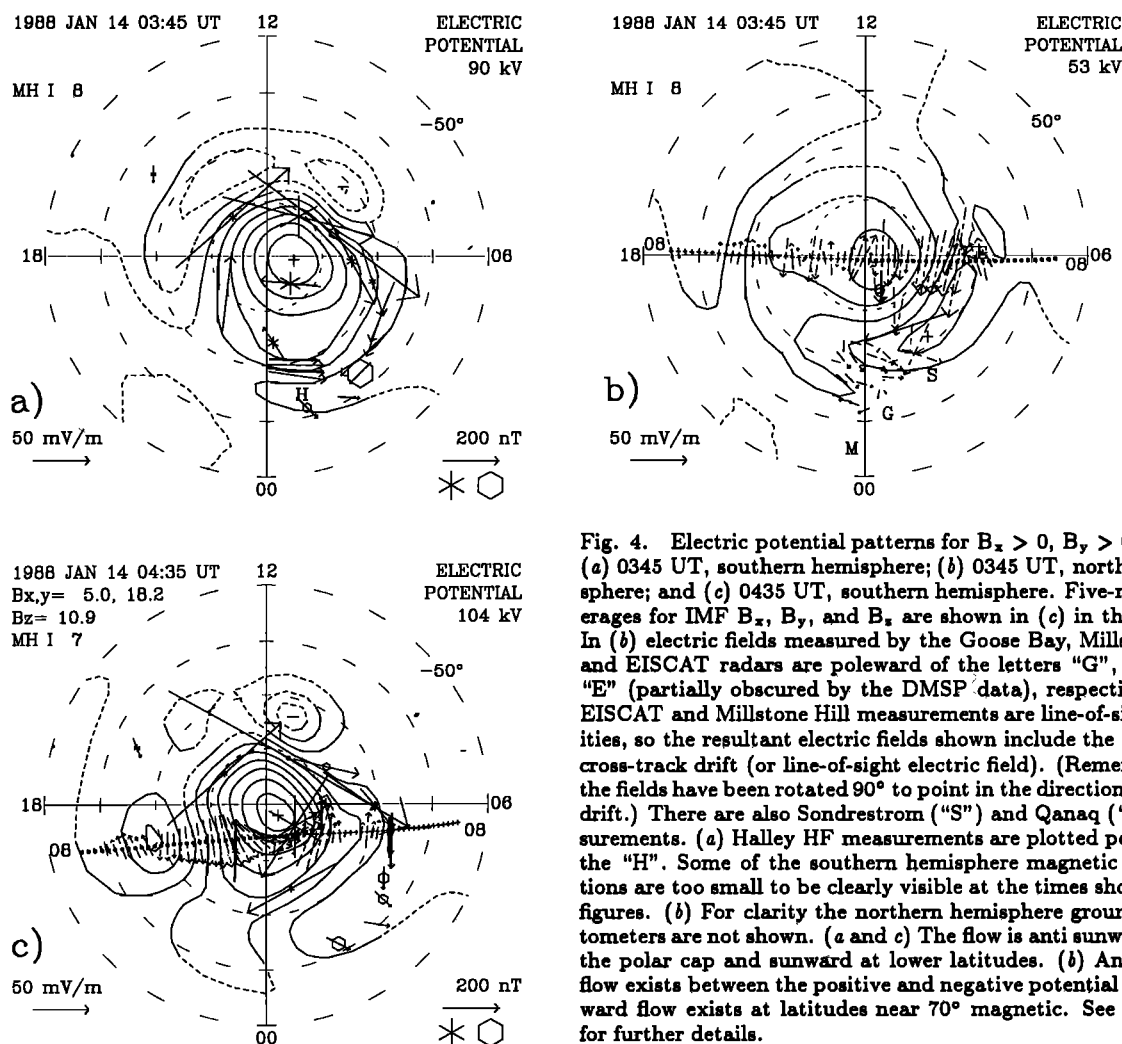 1988 JAN 14 03:45 UT
12
ELECTRIC
POTENTIAL
90 kV
MH I 8
-50°
18
06
a)
H
50 mV/m
200 nT
00
1988 JAN 14 03:45 UT
12
ELECTRIC
POTENTIAL
53 kV
MH I 8
50°
18
08
E
06
08
b)
S
G
M
50 mV/m
00
1988 JAN 14 04:35 UT
Bx,y= 5.0, 18.2
Bz= 10.9
MH I 7
12
ELECTRIC
POTENTIAL
104 kV
-50°
18
06
08
08
c)
50 mV/m
200 nT
00
Fig. 4. Electric potential patterns for Bx > 0, By >
(a) 0345 UT, southern hemisphere; (b) 0345 UT, north
sphere; and (c) 0435 UT, southern hemisphere. Five-
erages for IMF Bx, By, and Bz are shown in (c) in the
In (b) electric fields measured by the Goose Bay, Mills
and EISCAT radars are poleward of the letters “G”,
“E” (partially obscured by the DMSP data), respecti
EISCAT and Millstone Hill measurements are line-of-si
ities, so the resultant electric fields shown include the
cross-track drift (or line-of-sight electric field). (Reme
the fields have been rotated 90° to point in the direction
drift.) There are also Sondrestrom (“S”) and Qanaq (“
surements. (a) Halley HF measurements are plotted po
the “H”. Some of the southern hemisphere magnetic
tions are too small to be clearly visible at the times sho
figures. (b) For clarity the northern hemisphere groun
tometers are not shown. (a and c) The flow is anti sunw
the polar cap and sunward at lower latitudes. (b) An
flow exists between the positive and negative potential
ward flow exists at latitudes near 70° magnetic. See
for further details.